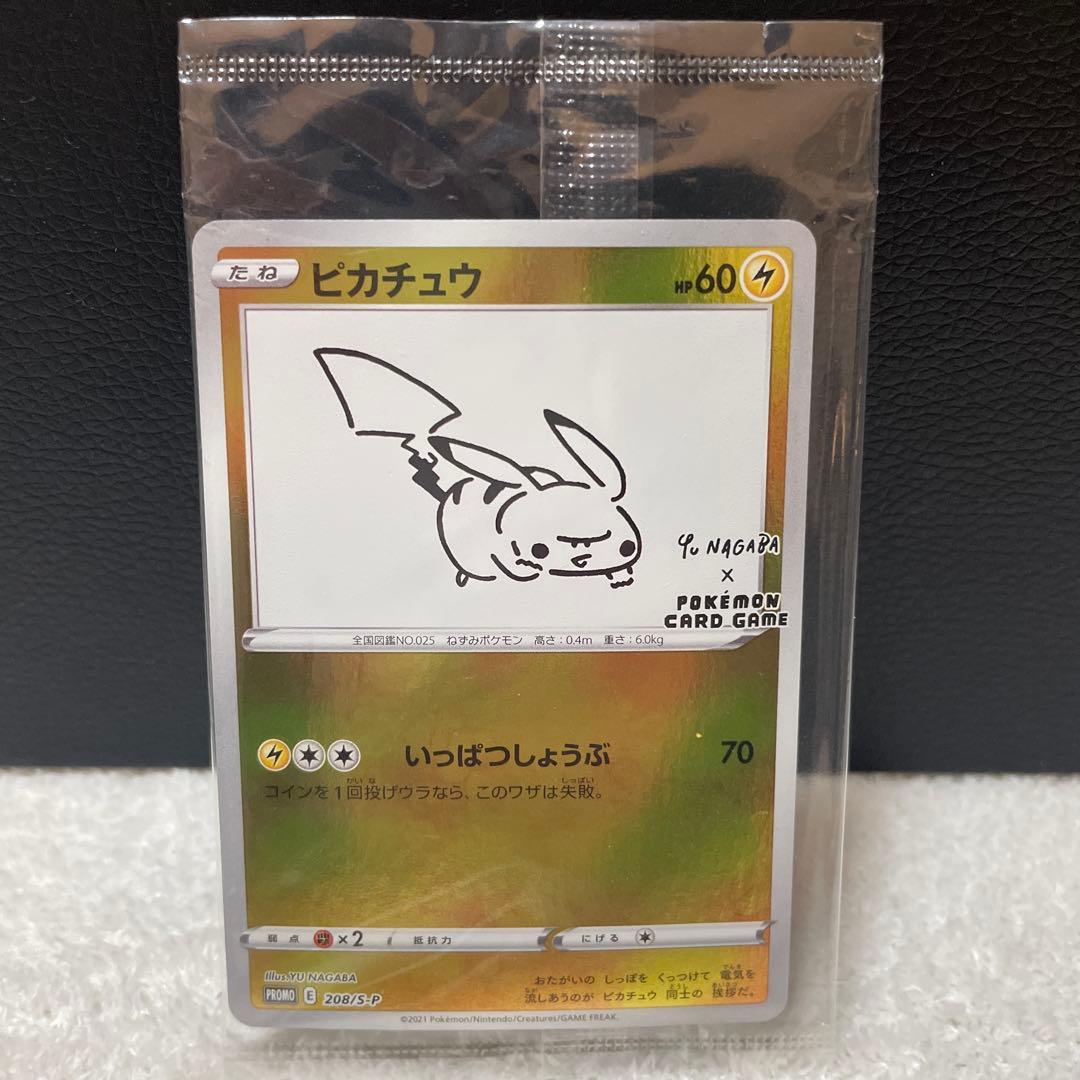 たね ピカチュウ HP60
YU NAGABA
×
POKÉMON
CARD GAME
全国図鑑NO.025 ねずみポケモン 高さ:0.4m 重さ:6.0kg
いっぱつしょうぶ 70
コインを1回投げウラなら、このワザは失敗。
弱点 ×2 抵抗力 にげる
Illus.YU NAGABA
PROMO E 208/S-P
おたがいの しっぽを くっつけて 電気を
流しあうのが ピカチュウ 同士の 挨拶だ。
©2021 Pokémon/Nintendo/Creatures/GAME FREAK.